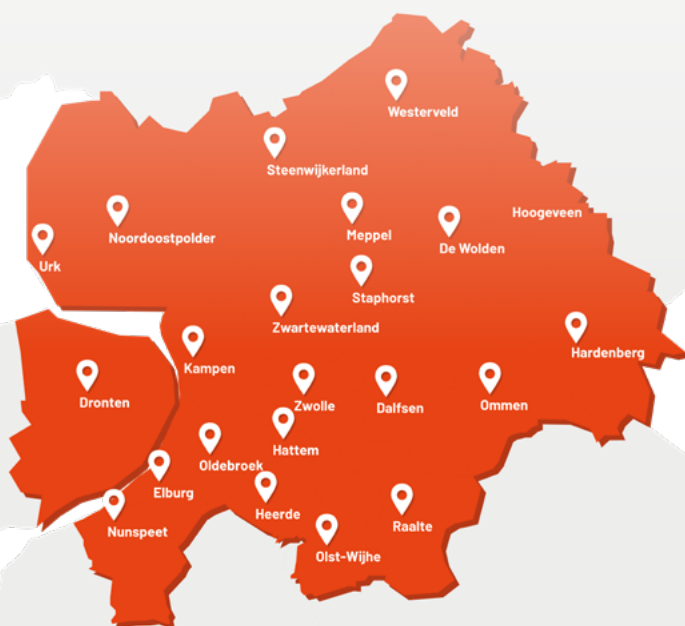 Westerveld
Steenwijkerland
Hoogeveen
Meppel
Noordoostpolder
De Wolden
Urk
Staphorst
Zwartewaterland
Hardenberg
Kampen
Dronten
Zwolle
Dalfsen
Ommen
Hattem
Oldebroek
Elburg
Heerde
Raalte
Nunspeet
Olst-Wijhe